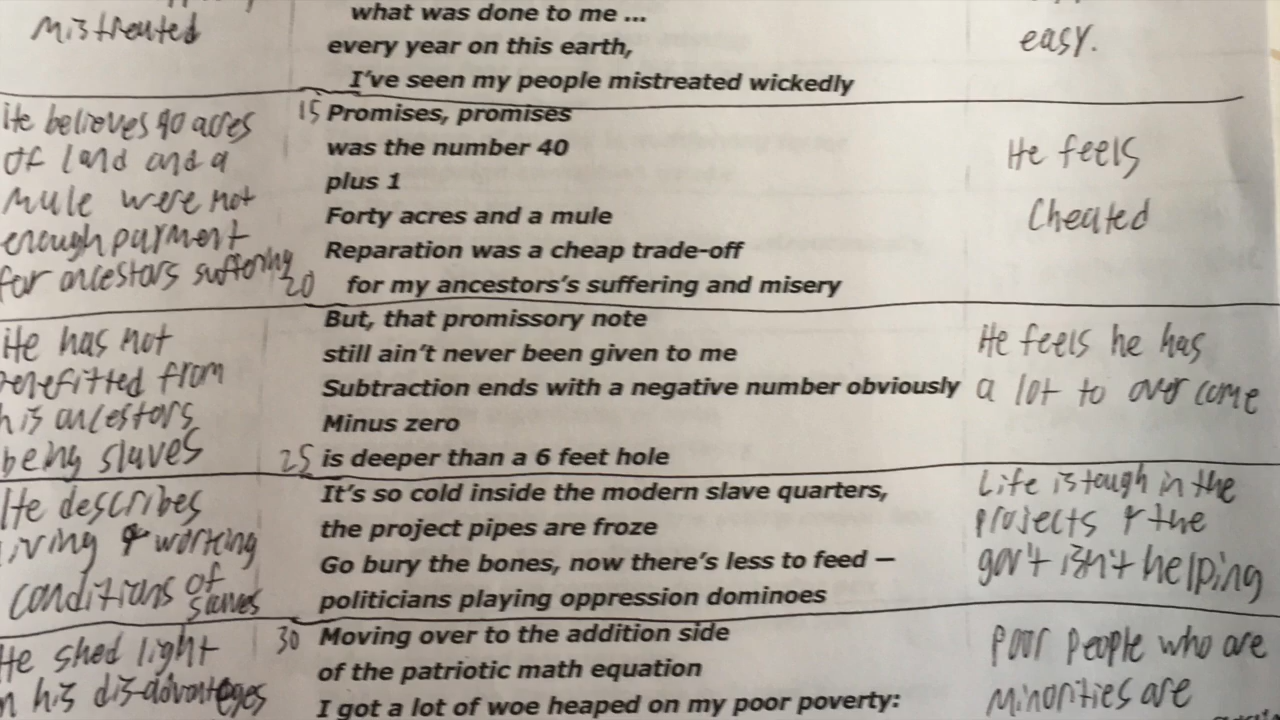 mistreated
what was done to me ...
every year on this earth,
I've seen my people mistreated wickedly
easy.
He believes 40 acres
of land and a
mule were not
enough payment
for ancestors suffering
15 Promises, promises
was the number 40
plus 1
Forty acres and a mule
Reparation was a cheap trade-off
20 for my ancestors's suffering and misery
He feels
Cheated
He has not
benefitted from
his ancestors
being slaves
But, that promissory note
still ain't never been given to me
Subtraction ends with a negative number obviously
Minus zero
25 is deeper than a 6 feet hole
He feels he has
a lot to over come
He describes
living & working
conditions of
slaves
It's so cold inside the modern slave quarters,
the project pipes are froze
Go bury the bones, now there's less to feed —
politicians playing oppression dominoes
Life is tough in the
projects & the
gov't isn't helping
He shed light
on his disadvantages
30 Moving over to the addition side
of the patriotic math equation
I got a lot of woe heaped on my poor poverty:
poor people who are
minorities are